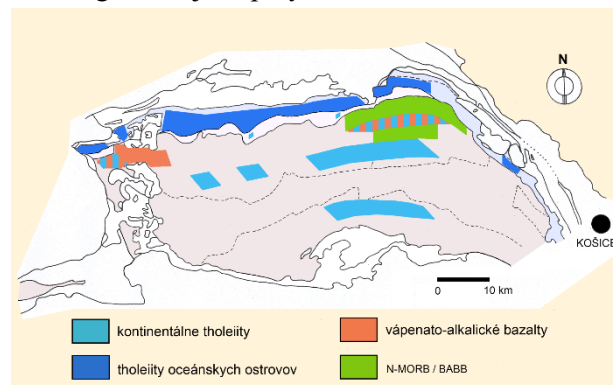 N
KOŠICE
0 10 km
kontinentálne tholeiity
vápenato-alkalické bazalty
tholeiity oceánskych ostrovov
N-MORB / BABB